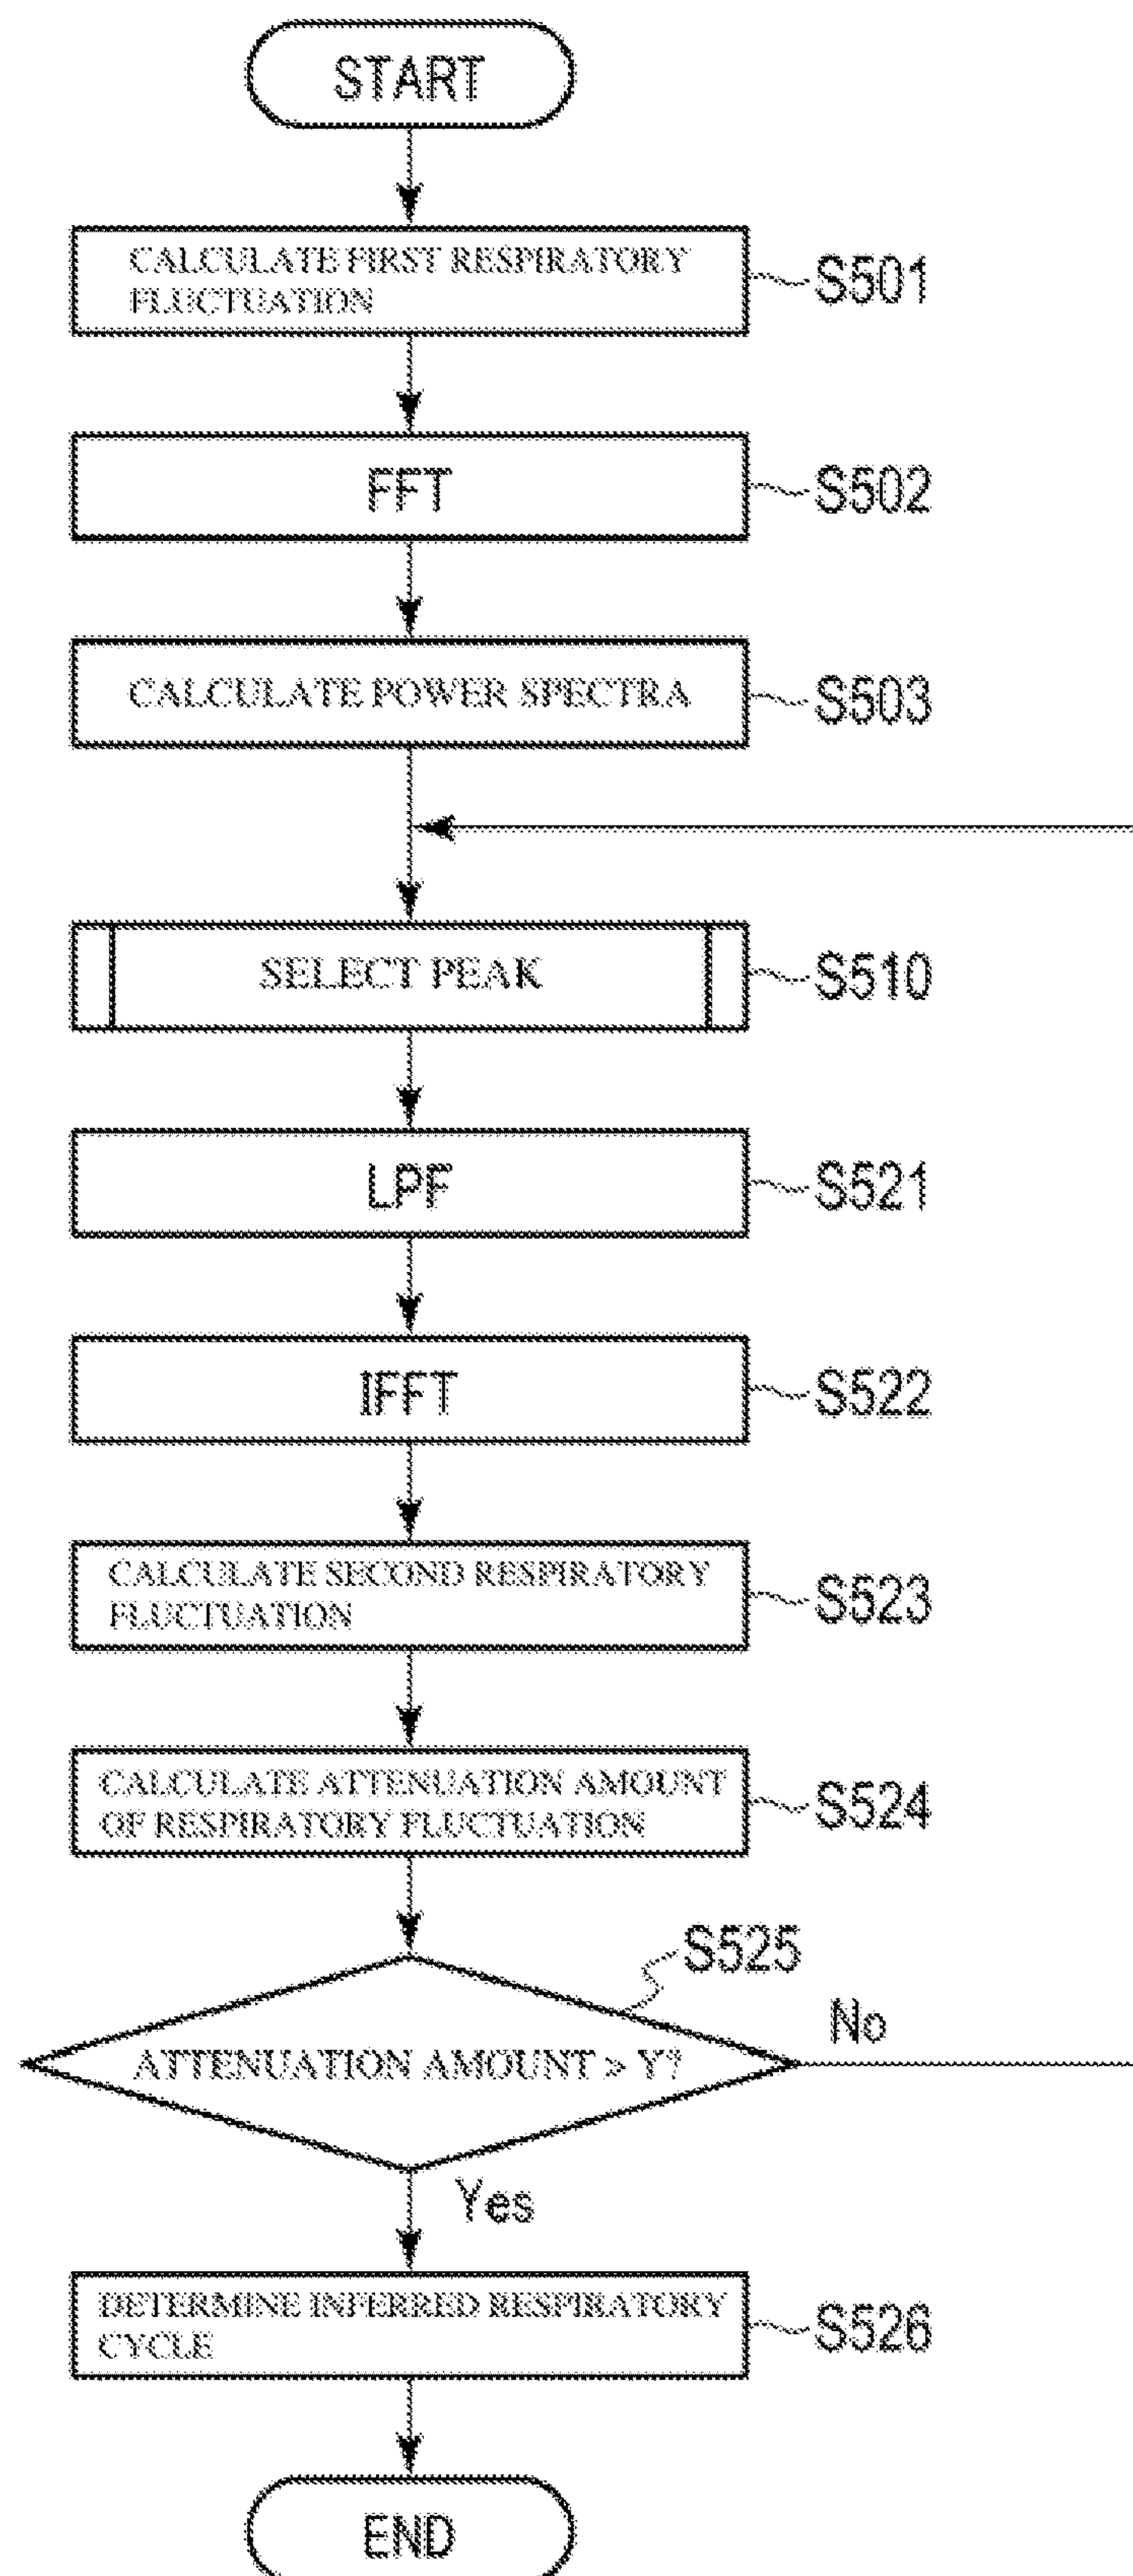 START
CALCULATE FIRST RESPIRATORY
FLUCTUATION
S501
FFT
S502
CALCULATE POWER SPECTRA
S503
SELECT PEAK
S510
LPF
S521
IFFT
S522
CALCULATE SECOND RESPIRATORY
FLUCTUATION
S523
CALCULATE ATTENUATION AMOUNT
OF RESPIRATORY FLUCTUATION
S524
S525
No
ATTENUATION AMOUNT > Y?
Yes
DETERMINE INFERRED RESPIRATORY
CYCLE
S526
END